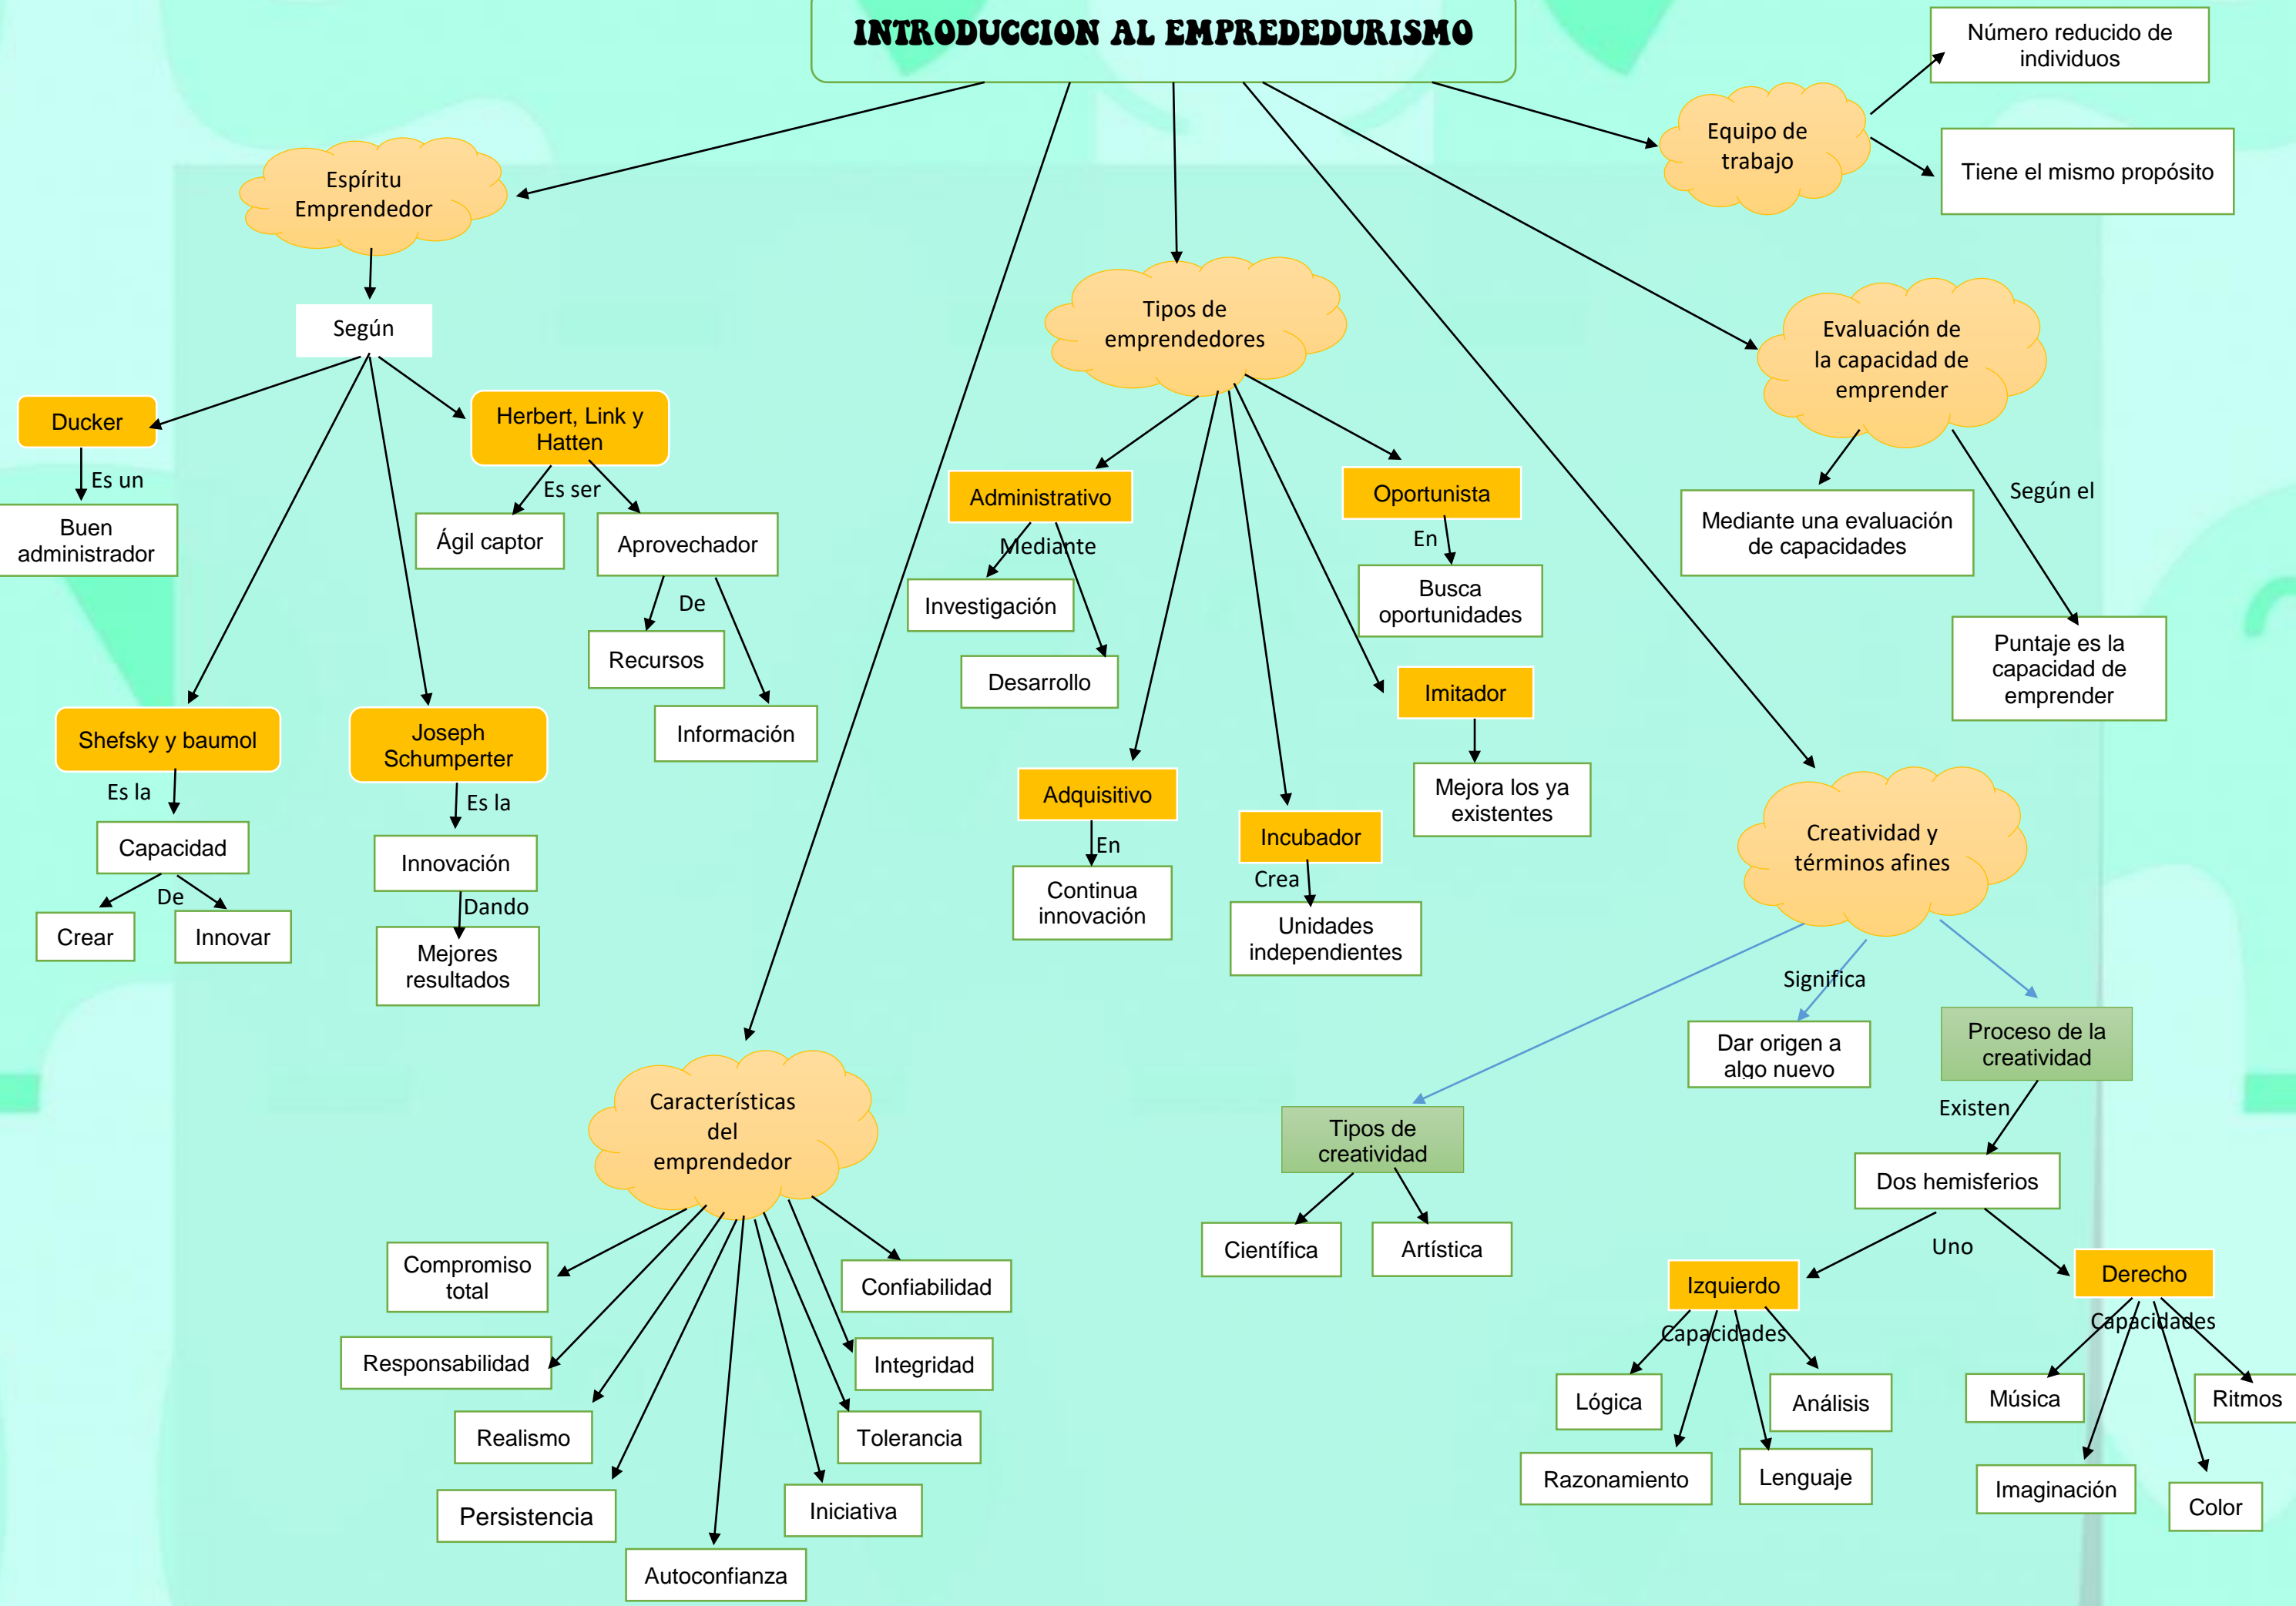 INTRODUCCION AL EMPREDEDURISMO
Espíritu
Emprendedor
Según
Ducker
Es un
Buen
administrador
Herbert, Link y
Hatten
Es ser
Ágil captor
Aprovechador
De
Recursos
Información
Shefsky y baumol
Es la
Capacidad
De
Crear
Innovar
Joseph
Schumperter
Es la
Innovación
Dando
Mejores
resultados
Características
del
emprendedor
Compromiso
total
Responsabilidad
Realismo
Persistencia
Autoconfianza
Iniciativa
Tolerancia
Integridad
Confiabilidad
Tipos de
emprendedores
Administrativo
Mediante
Investigación
Desarrollo
Adquisitivo
En
Continua
innovación
Incubador
Crea
Unidades
independientes
Imitador
Mejora los ya
existentes
Oportunista
En
Busca
oportunidades
Equipo de
trabajo
Número reducido de
individuos
Tiene el mismo propósito
Evaluación de
la capacidad de
emprender
Mediante una evaluación
de capacidades
Según el
Puntaje es la
capacidad de
emprender
Creatividad y
términos afines
Significa
Dar origen a
algo nuevo
Tipos de
creatividad
Científica
Artística
Proceso de la
creatividad
Existen
Dos hemisferios
Uno
Izquierdo
Capacidades
Lógica
Razonamiento
Lenguaje
Análisis
Derecho
Capacidades
Música
Imaginación
Color
Ritmos